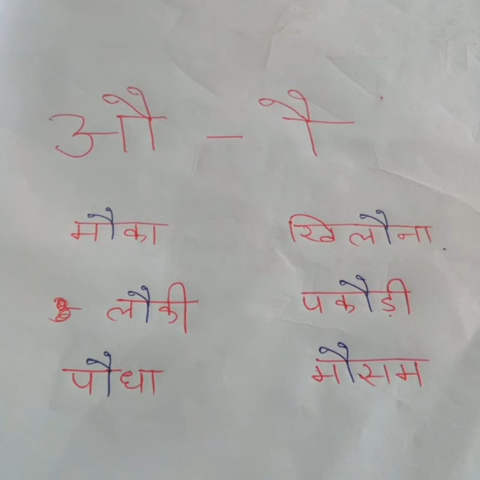 औ - ौ
मौका खिलौना
लौकी पकौड़ी
पौधा मौसम